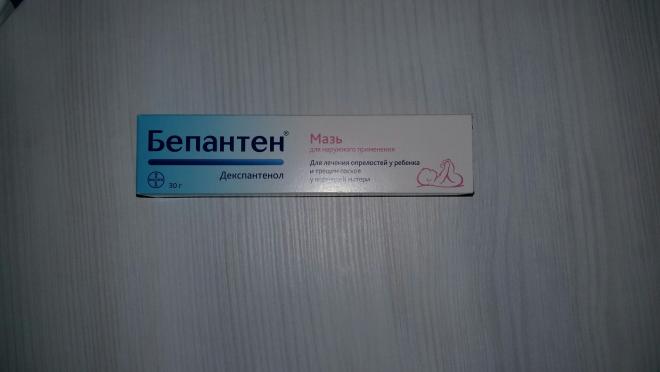 Бепантен®
Декспантенол
30 г
Мазь
для наружного применения
Для лечения опрелостей у ребенка
и трещин сосков
у кормящей матери